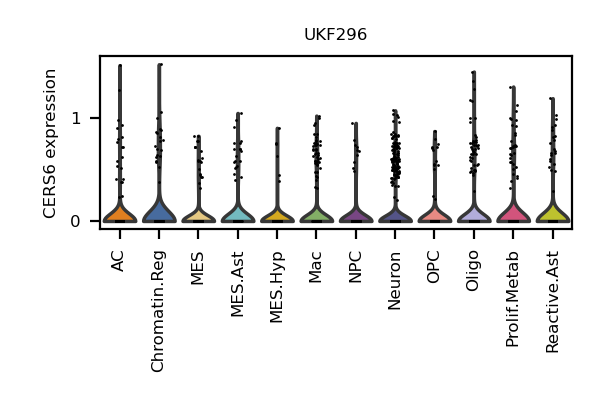 UKF296
CERS6 expression
1
0
AC
Chromatin.Reg
MES
MES.Ast
MES.Hyp
Mac
NPC
Neuron
OPC
Oligo
Prolif.Metab
Reactive.Ast